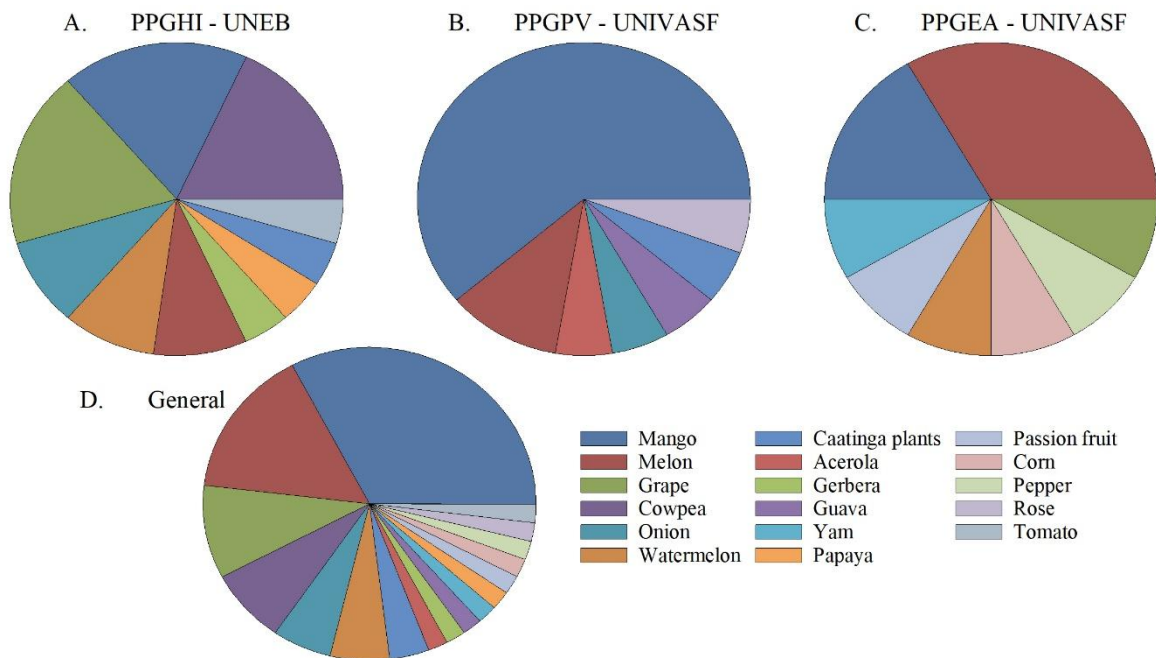 A. PPGHI - UNEB
B. PPGPV - UNIVASF
C. PPGEA - UNIVASF
D. General
Mango
Melon
Grape
Cowpea
Onion
Watermelon
Caatinga plants
Acerola
Gerbera
Guava
Yam
Papaya
Passion fruit
Corn
Pepper
Rose
Tomato